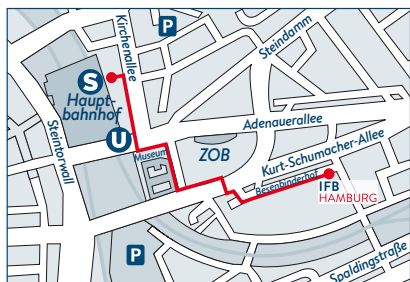 Kirchenallee
P
Steindamm
S
Haupt-
bahnhof
Steintorwall
U
Adenauerallee
Museum
ZOB
Kurt-Schumacher-Allee
Besenbinderhof
IFB
HAMBURG
P
Spaldingstraße